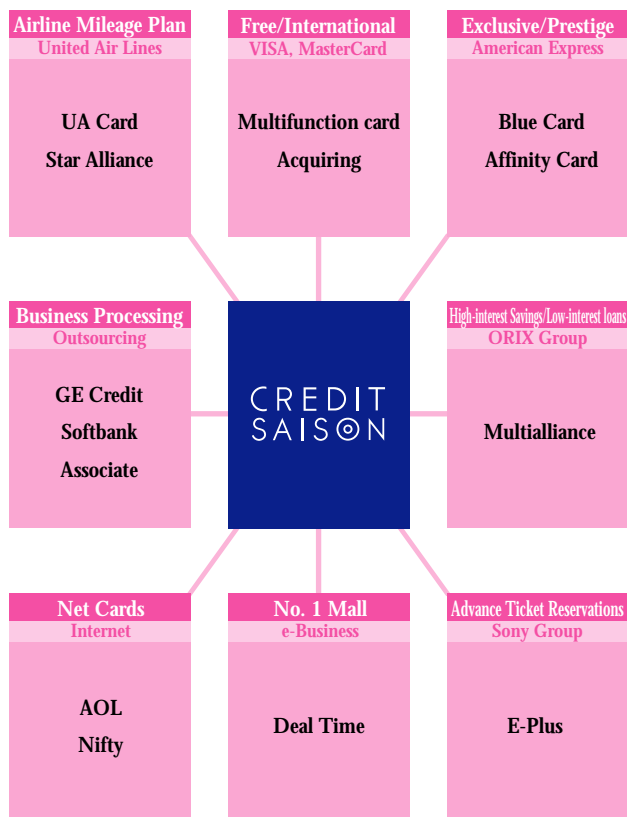 Airline Mileage Plan
United Air Lines
UA Card
Star Alliance
Free/International
VISA, MasterCard
Multifunction card
Acquiring
Exclusive/Prestige
American Express
Blue Card
Affinity Card
Business Processing
Outsourcing
GE Credit
Softbank
Associate
CREDIT
SAISON
High-interest Savings/Low-interest loans
ORIX Group
Multialliance
Net Cards
Internet
AOL
Nifty
No. 1 Mall
e-Business
Deal Time
Advance Ticket Reservations
Sony Group
E-Plus